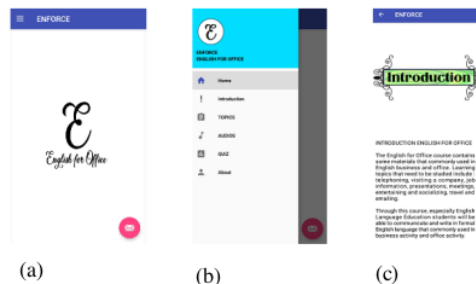 ENFORCE
E
English for Office
(a)
E
ENFORCE
ENGLISH FOR OFFICE
Home
Introduction
TOPICS
AUDIOS
QUIZ
About
(b)
ENFORCE
Introduction
INTRODUCTION ENGLISH FOR OFFICE
The English for Office course contains
some materials that commonly used in
English business and office. Learning
topics that need to be studied include
telephoning, visiting a company, job
information, presentations, meetings,
entertaining and socializing, travel and
emailing.
Through this course, especially English
Language Education students will be
able to communicate and write in formal
English language that commonly used in
business activity and office activity.
(c)